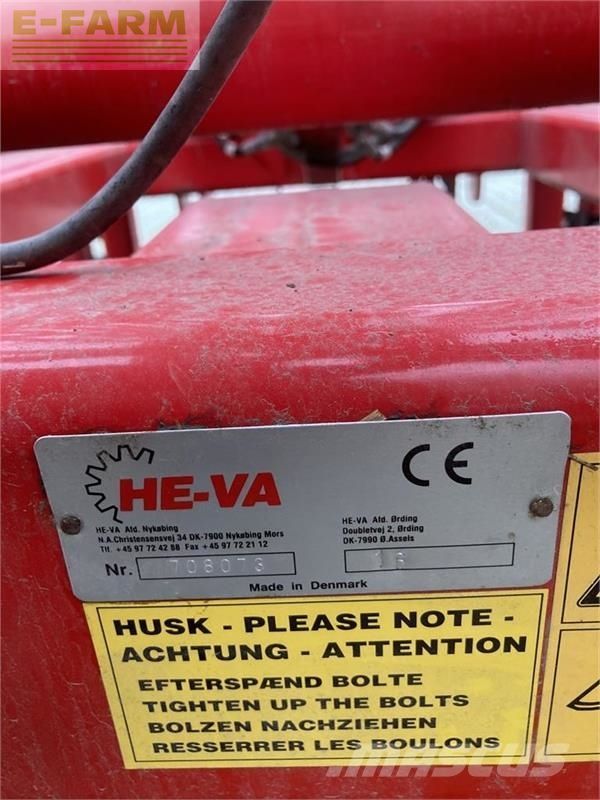 E-FARM
HE-VA
CE
HE-VA Afd. Nykøbing
N.A.Christensensvej 34 DK-7900 Nykøbing Mors
Tlf. +45 97 72 42 88 Fax +45 97 72 21 12
HE-VA Afd. Ørding
Doubletvej 2, Ørding
DK-7990 Ø.Assels
Nr.
Made in Denmark
HUSK - PLEASE NOTE -
ACHTUNG - ATTENTION
EFTERSPÆND BOLTE
TIGHTEN UP THE BOLTS
BOLZEN NACHZIEHEN
RESSERRER LES BOULONS
MASCUS